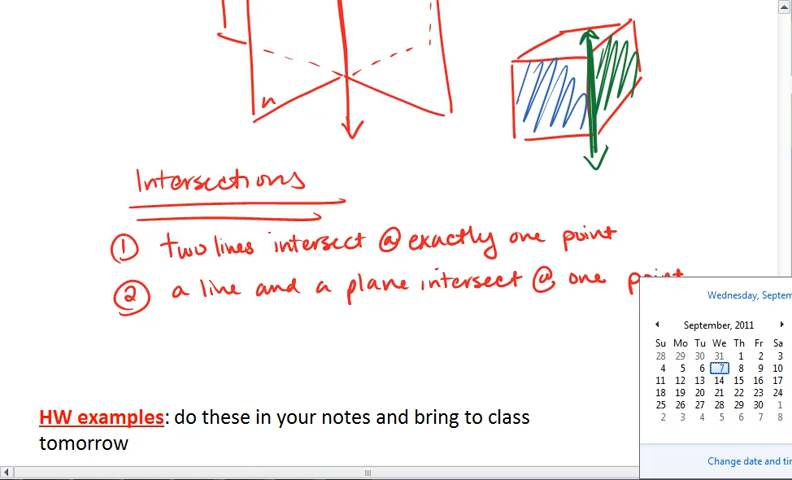 n
Intersections
① two lines intersect @ exactly one point
② a line and a plane intersect @ one point
HW examples: do these in your notes and bring to class
tomorrow
Wednesday, Septem
September, 2011
Su Mo Tu We Th Fr Sa
28 29 30 31 1 2 3
4 5 6 7 8 9 10
11 12 13 14 15 16 17
18 19 20 21 22 23 24
25 26 27 28 29 30 1
2 3 4 5 6 7 8
Change date and tin